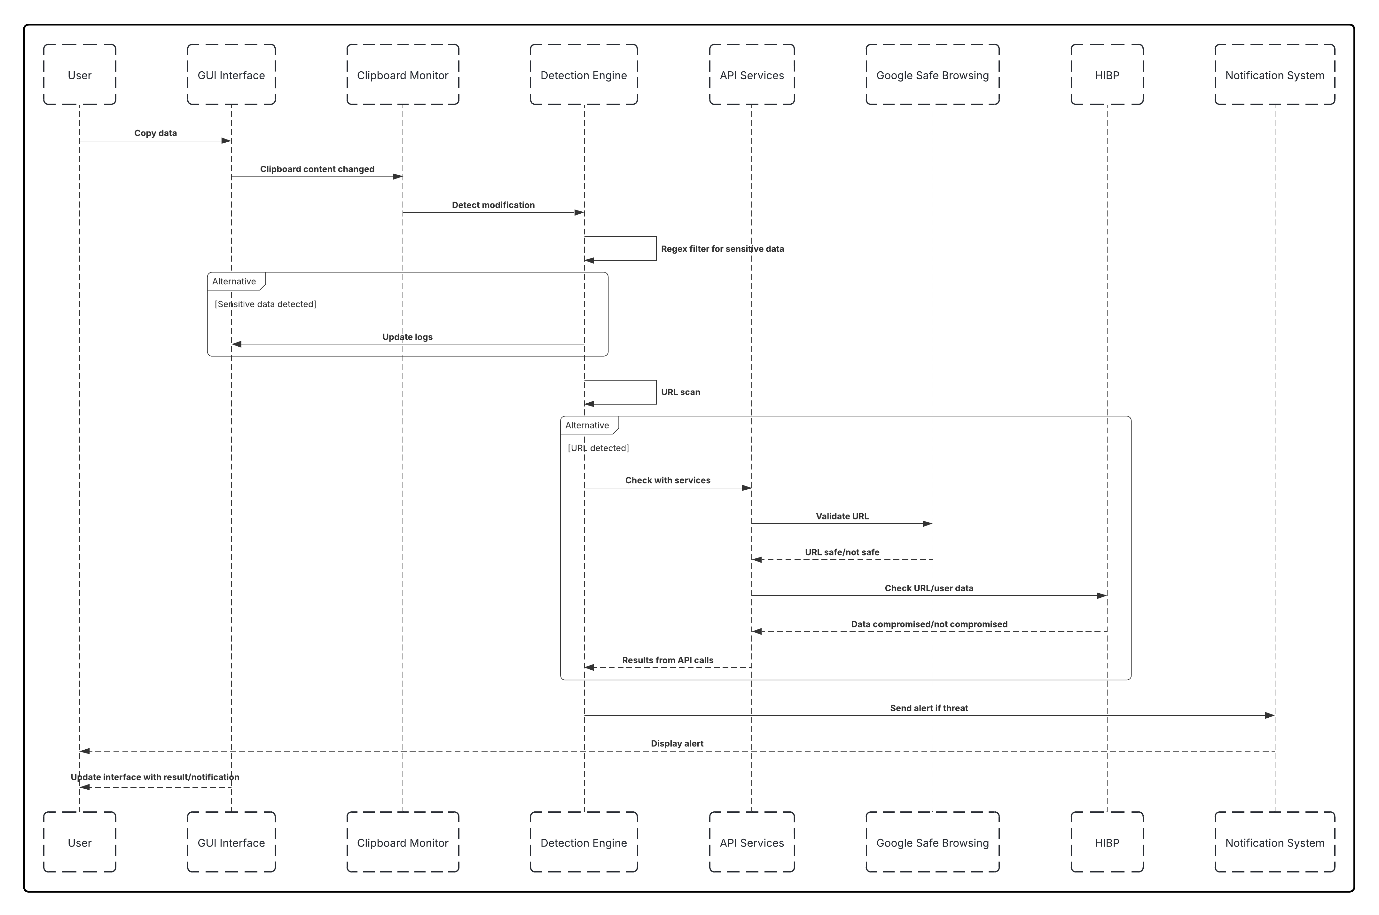 User
GUI Interface
Clipboard Monitor
Detection Engine
API Services
Google Safe Browsing
HIBP
Notification System
Copy data
Clipboard content changed
Detect modification
Regex filter for sensitive data
Alternative
[Sensitive data detected]
Update logs
URL scan
Alternative
[URL detected]
Check with services
Validate URL
URL safe/not safe
Check URL/user data
Data compromised/not compromised
Results from API calls
Send alert if threat
Display alert
Update interface with result/notification
User
GUI Interface
Clipboard Monitor
Detection Engine
API Services
Google Safe Browsing
HIBP
Notification System